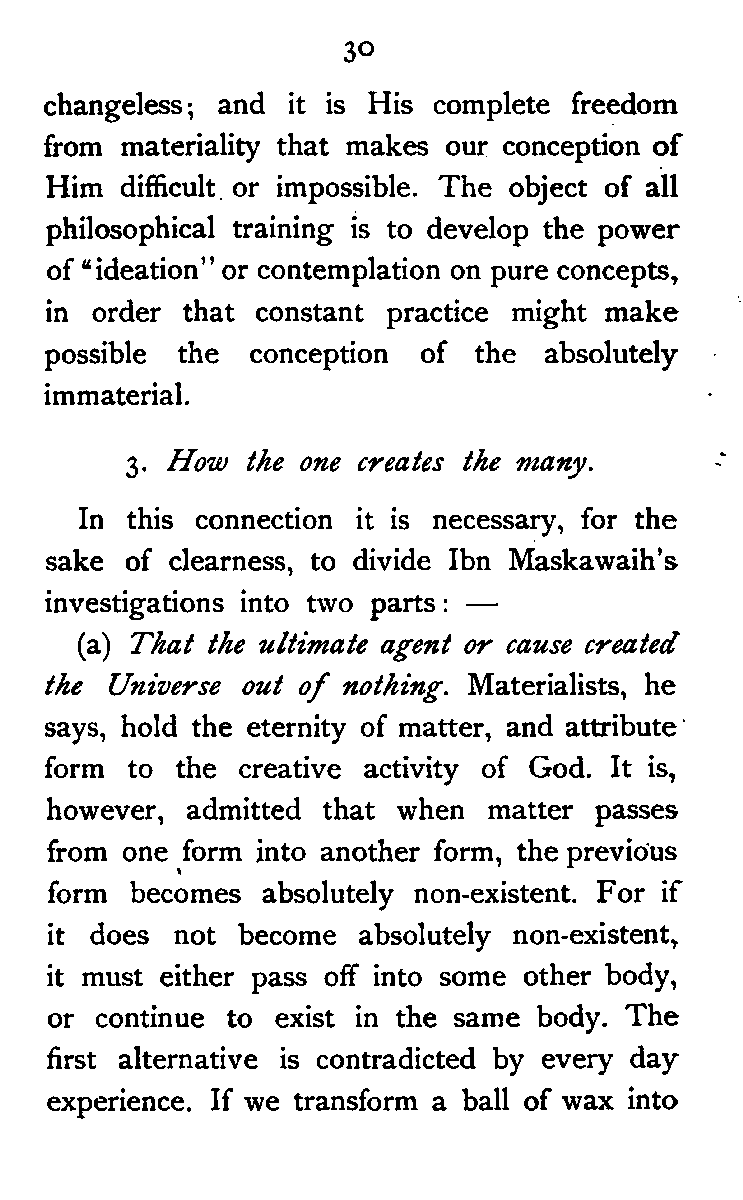 30
changeless; and it is His complete freedom
from materiality that makes our conception of
Him difficult or impossible. The object of all
philosophical training is to develop the power
of “ideation” or contemplation on pure concepts,
in order that constant practice might make
possible the conception of the absolutely
immaterial.
3. How the one creates the many.
In this connection it is necessary, for the
sake of clearness, to divide Ibn Maskawaih's
investigations into two parts: —
(a) That the ultimate agent or cause created
the Universe out of nothing. Materialists, he
says, hold the eternity of matter, and attribute
form to the creative activity of God. It is,
however, admitted that when matter passes
from one form into another form, the previous
form becomes absolutely non-existent. For if
it does not become absolutely non-existent,
it must either pass off into some other body,
or continue to exist in the same body. The
first alternative is contradicted by every day
experience. If we transform a ball of wax into